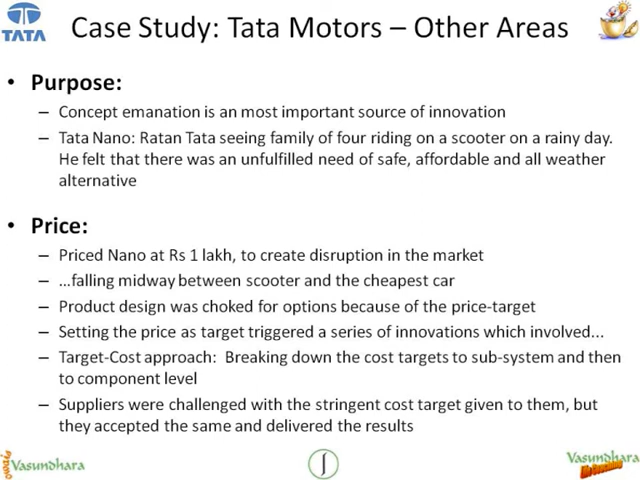 TATA
Case Study: Tata Motors – Other Areas
• Purpose:
– Concept emanation is an most important source of innovation
– Tata Nano: Ratan Tata seeing family of four riding on a scooter on a rainy day.
He felt that there was an unfulfilled need of safe, affordable and all weather
alternative
• Price:
– Priced Nano at Rs 1 lakh, to create disruption in the market
– …falling midway between scooter and the cheapest car
– Product design was choked for options because of the price-target
– Setting the price as target triggered a series of innovations which involved...
– Target-Cost approach: Breaking down the cost targets to sub-system and then
to component level
– Suppliers were challenged with the stringent cost target given to them, but
they accepted the same and delivered the results
Vasundhara
Vasundhara